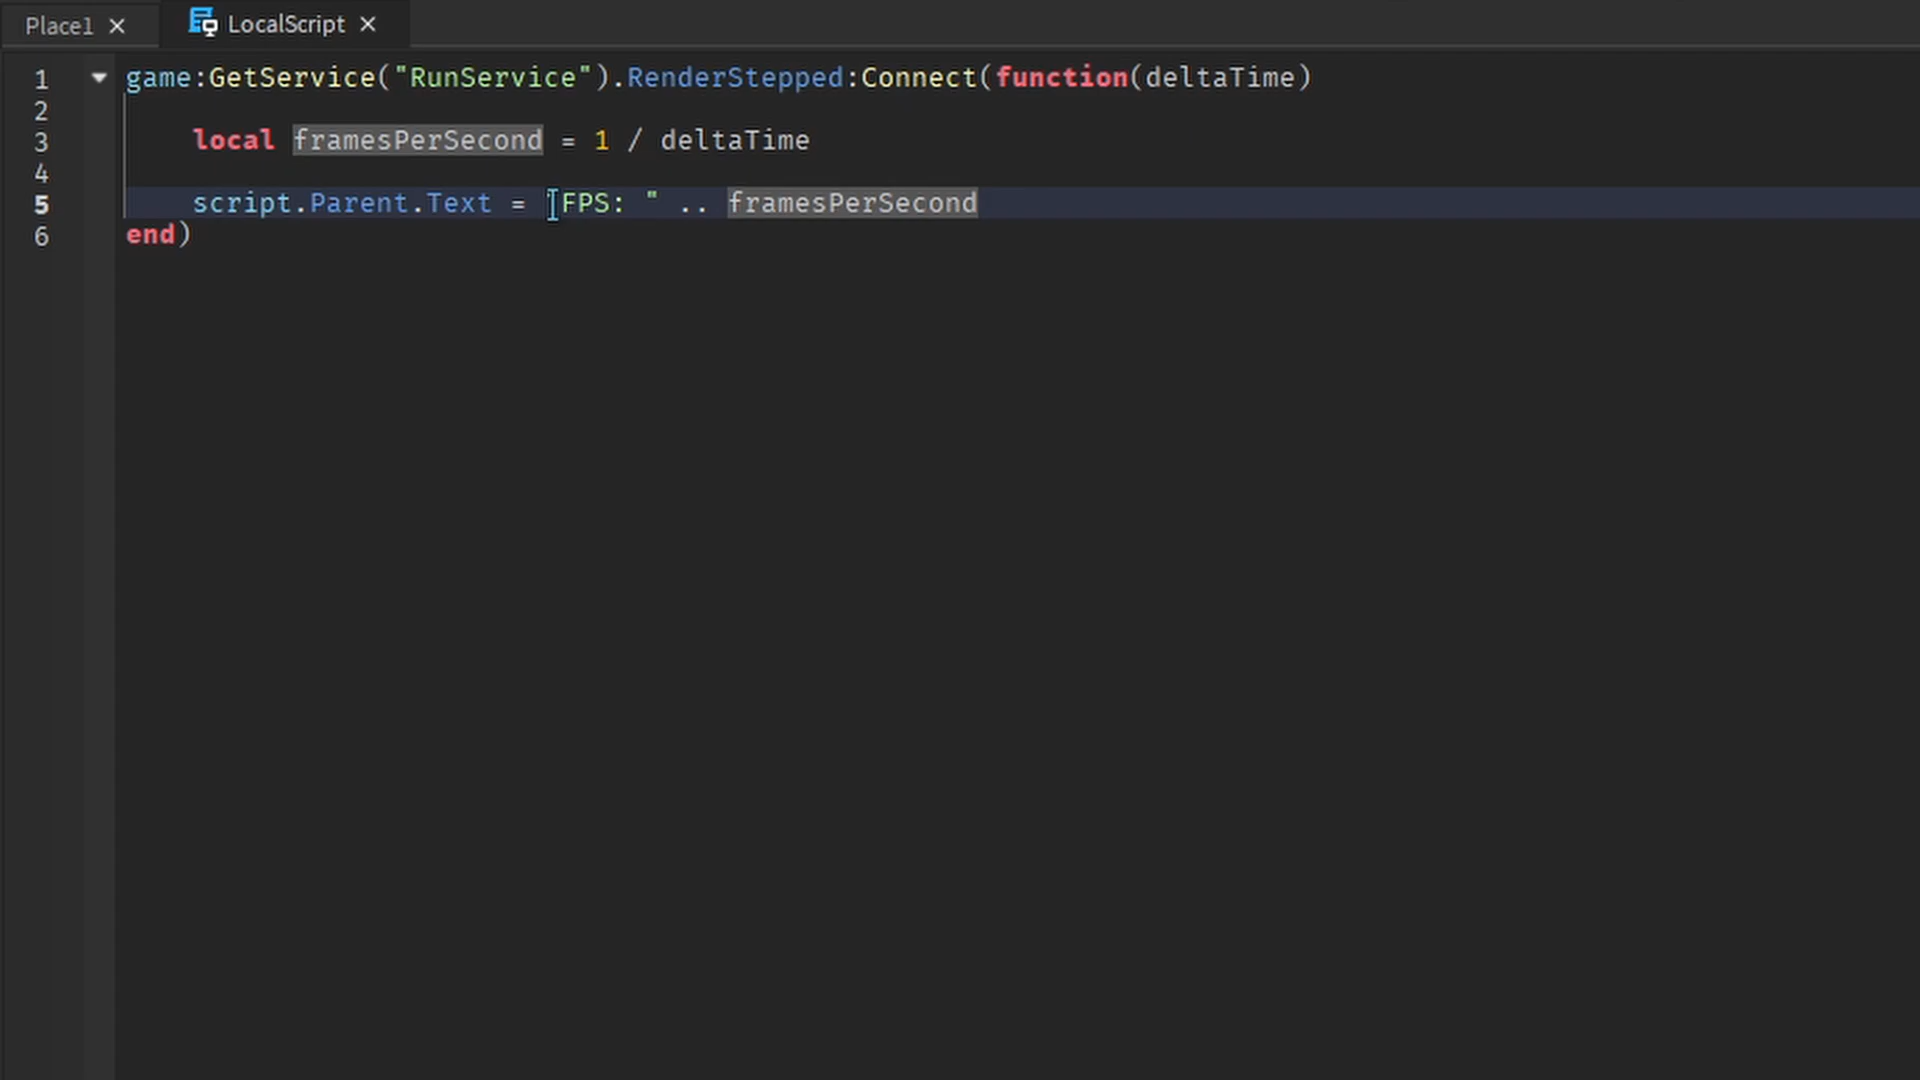 Place1 × LocalScript ×
1 game:GetService("RunService").RenderStepped:Connect(function(deltaTime)
2
3 local framesPerSecond = 1 / deltaTime
4
5 script.Parent.Text = "FPS: " .. framesPerSecond
6 end)